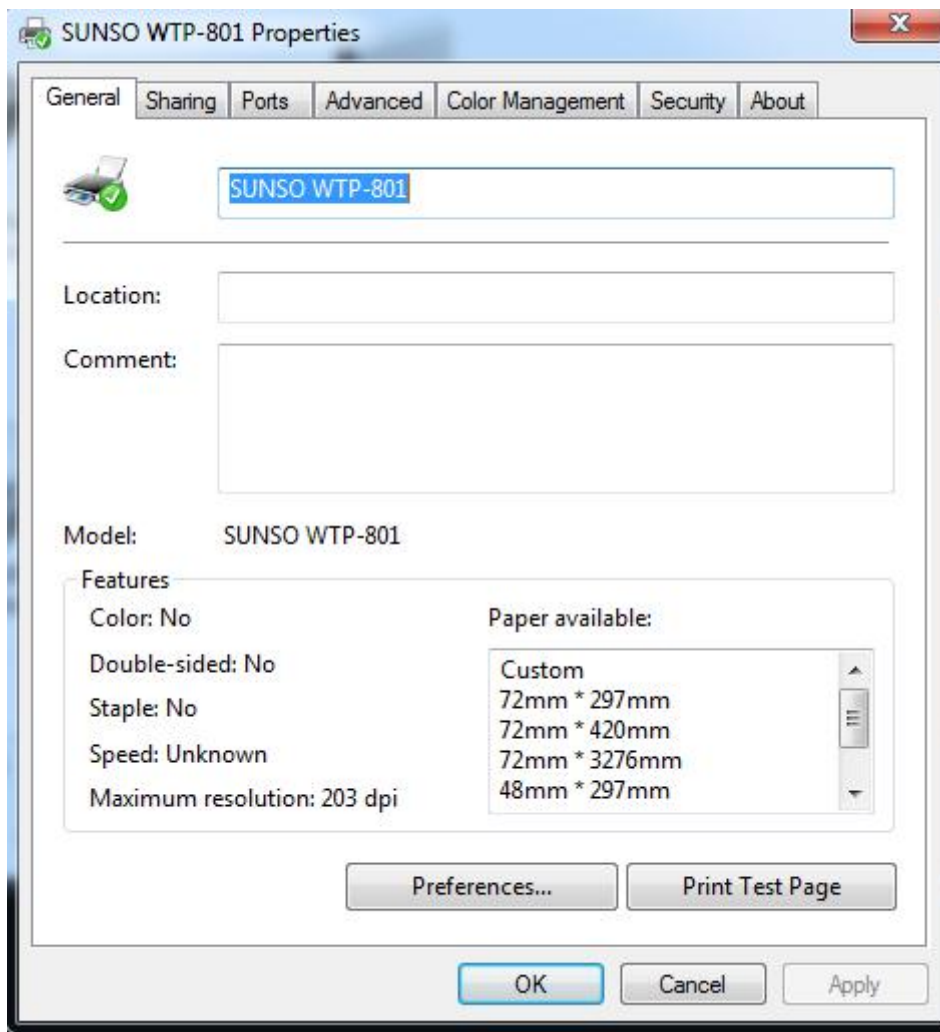 SUNSO WTP-801 Properties
X
General Sharing Ports Advanced Color Management Security About
SUNSO WTP-801
Location:
Comment:
Model: SUNSO WTP-801
Features
Color: No
Double-sided: No
Staple: No
Speed: Unknown
Maximum resolution: 203 dpi
Paper available:
Custom
72mm * 297mm
72mm * 420mm
72mm * 3276mm
48mm * 297mm
Preferences... Print Test Page
OK Cancel Apply